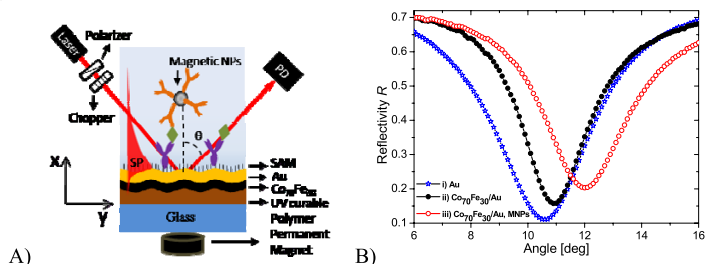 Laser
Polarizer
Chopper
Magnetic NPs
PD
θ
SP
SAM
Au
UV curable
Polymer
Glass
Permanent
Magnet
X
Y
A)
Reflectivity R
0.7
0.6
0.5
0.4
0.3
0.2
0.1
i) Au
ii) Co70Fe30/Au
iii) Co70Fe30/Au, MNPs
6 8 10 12 14 16
Angle [deg]
B)